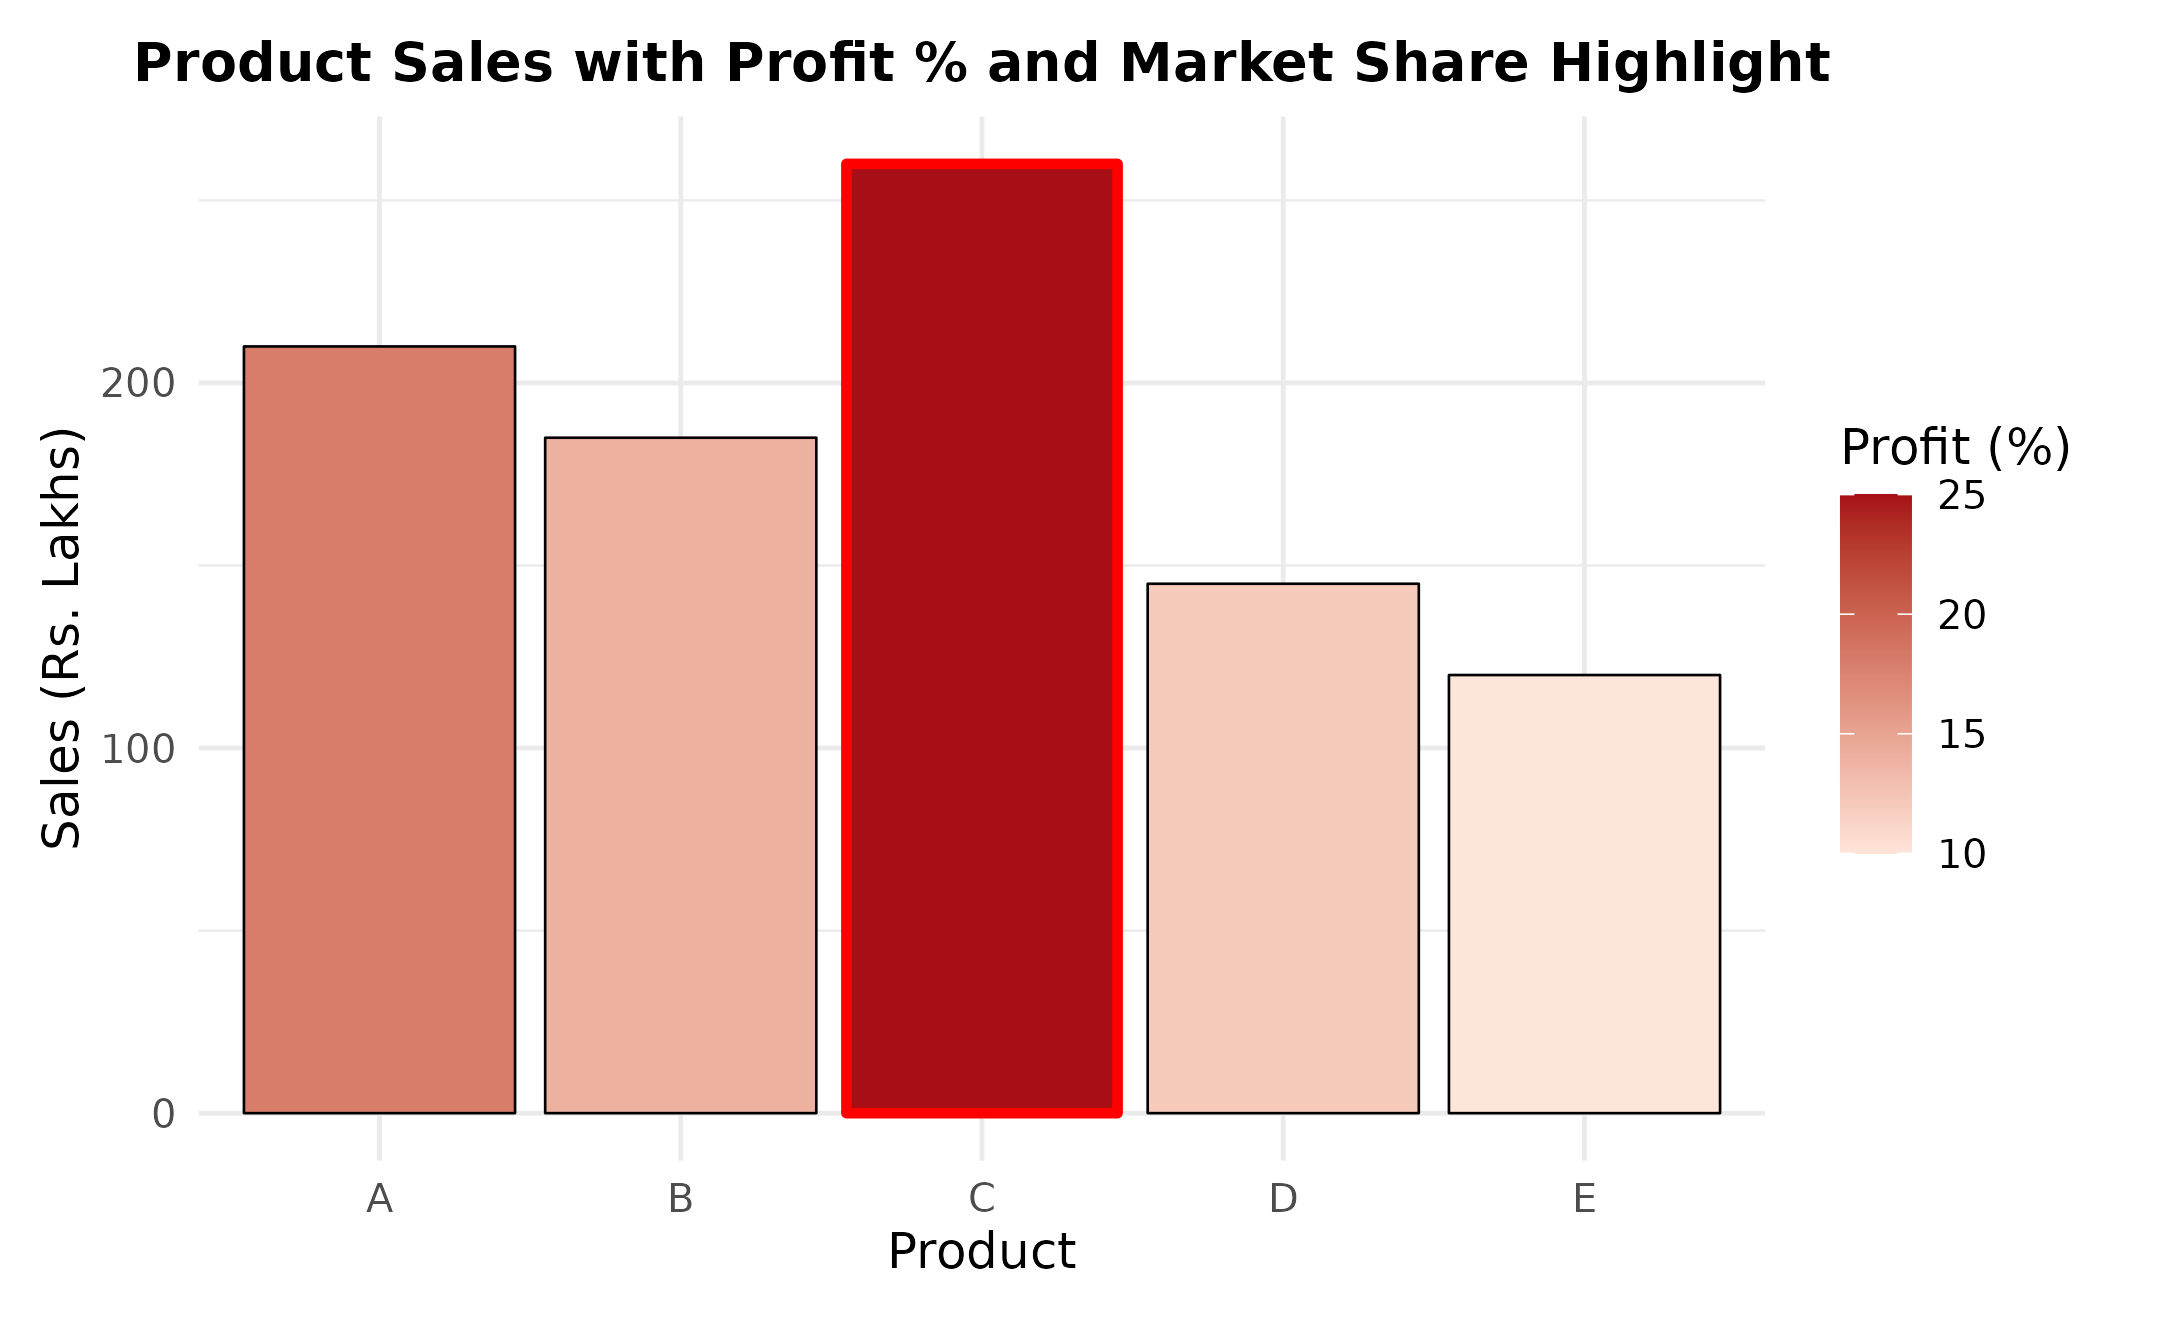 Product Sales with Profit % and Market Share Highlight
Sales (Rs. Lakhs)
200
100
0
A B C D E
Product
Profit (%)
25
20
15
10